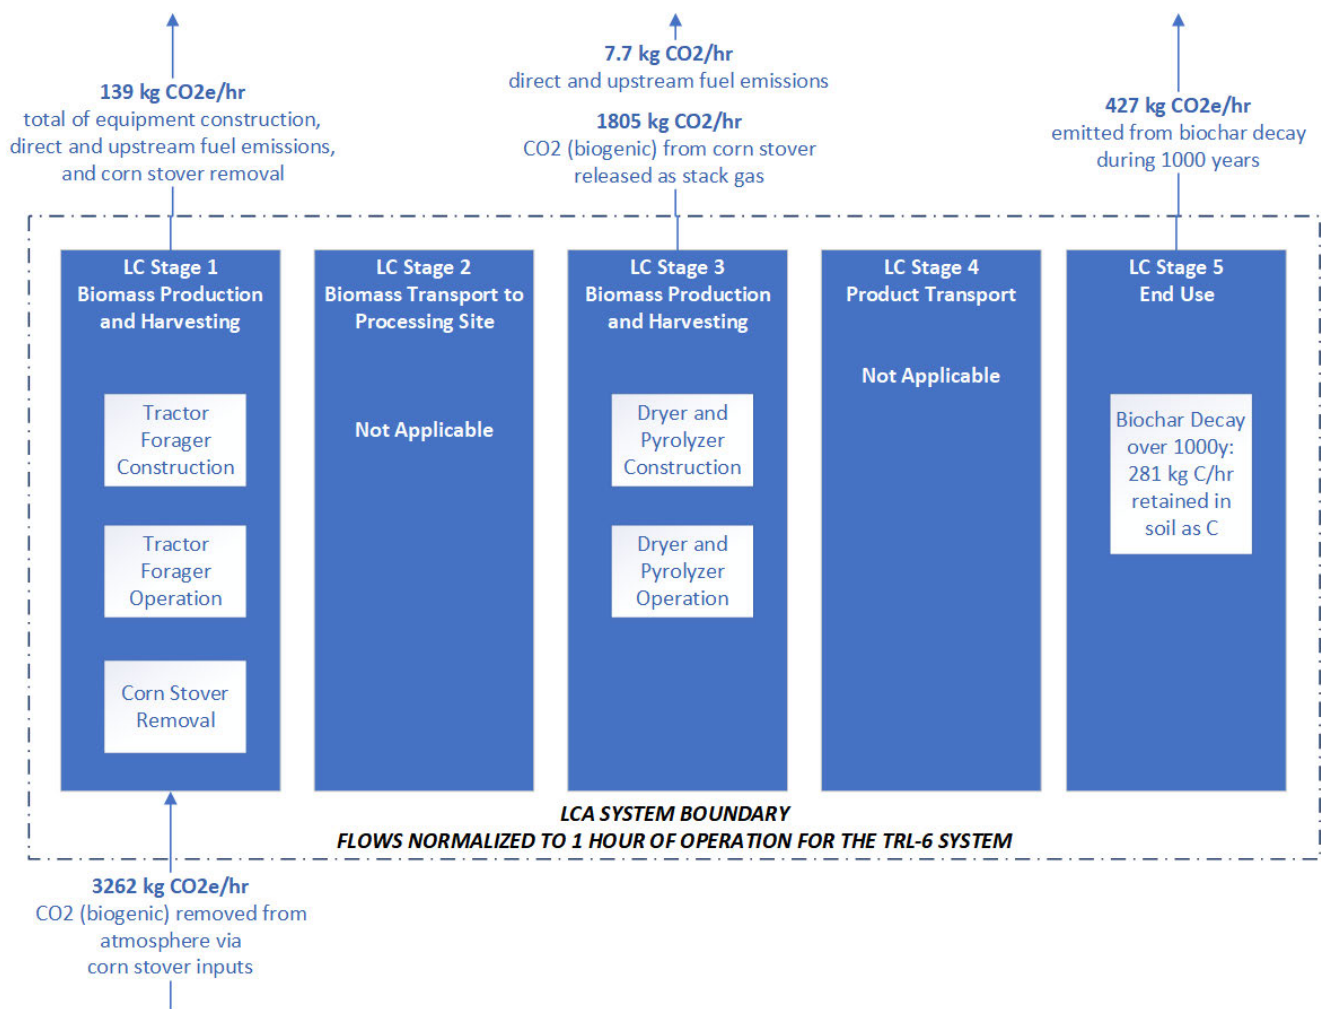 139 kg CO2e/hr
total of equipment construction,
direct and upstream fuel emissions,
and corn stover removal
7.7 kg CO2/hr
direct and upstream fuel emissions
1805 kg CO2/hr
CO2 (biogenic) from corn stover
released as stack gas
427 kg CO2e/hr
emitted from biochar decay
during 1000 years
LC Stage 1
Biomass Production
and Harvesting
Tractor
Forager
Construction
Tractor
Forager
Operation
Corn Stover
Removal
LC Stage 2
Biomass Transport to
Processing Site
Not Applicable
LC Stage 3
Biomass Production
and Harvesting
Dryer and
Pyrolyzer
Construction
Dryer and
Pyrolyzer
Operation
LC Stage 4
Product Transport
Not Applicable
LC Stage 5
End Use
Biochar Decay
over 1000y:
281 kg C/hr
retained in
soil as C
LCA SYSTEM BOUNDARY
FLOWS NORMALIZED TO 1 HOUR OF OPERATION FOR THE TRL-6 SYSTEM
3262 kg CO2e/hr
CO2 (biogenic) removed from
atmosphere via
corn stover inputs